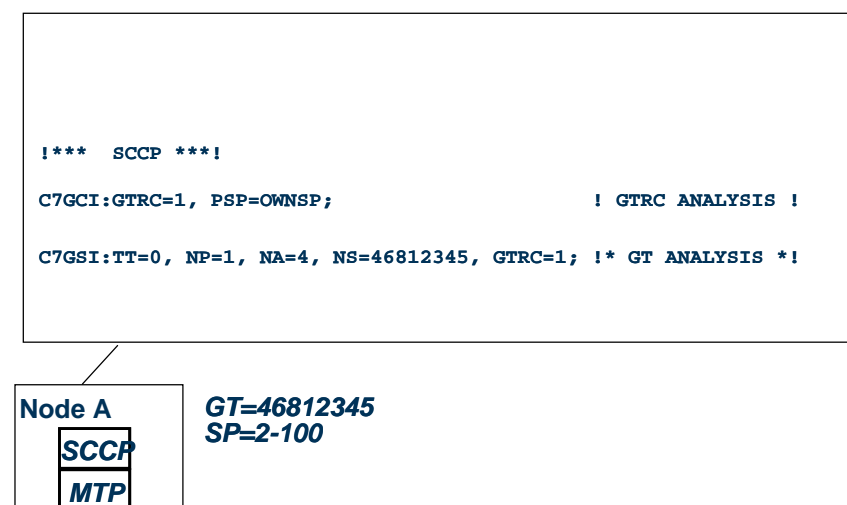 !*** SCCP ***!
C7GCI:GTRC=1, PSP=OWNSP; ! GTRC ANALYSIS !
C7GSI:TT=0, NP=1, NA=4, NS=46812345, GTRC=1; !* GT ANALYSIS *!
Node A
GT=46812345
SP=2-100
SCCP
MTP